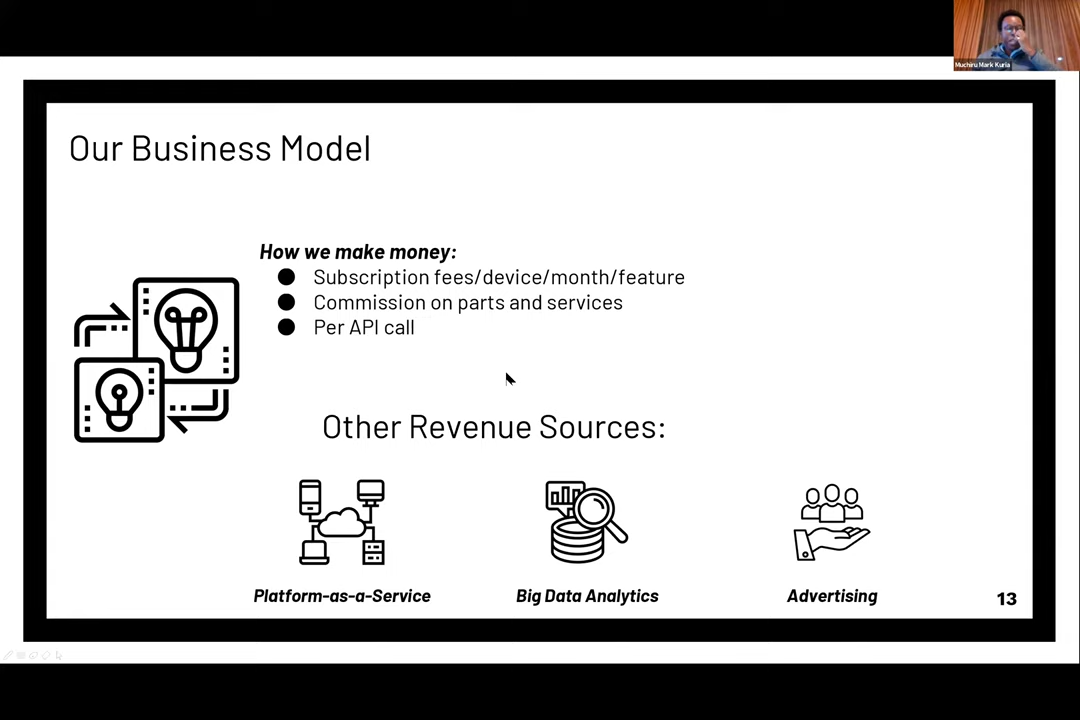 Muchiru Mark Kuria
Our Business Model
How we make money:
● Subscription fees/device/month/feature
● Commission on parts and services
● Per API call
Other Revenue Sources:
Platform-as-a-Service
Big Data Analytics
Advertising
13